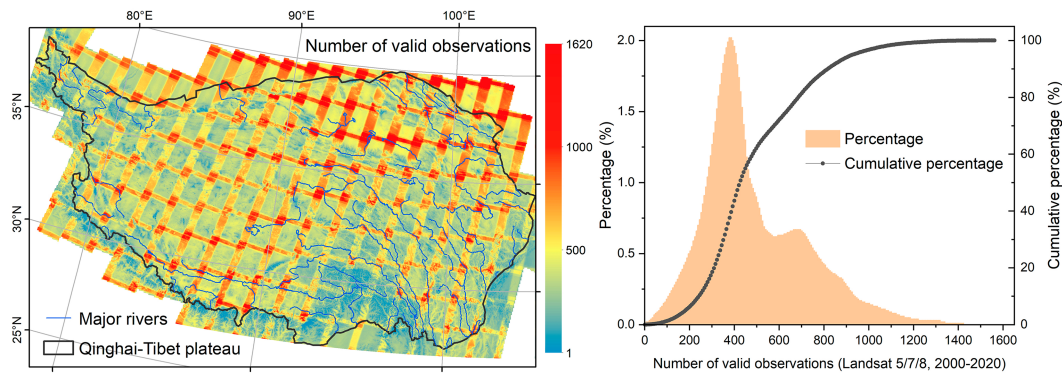 80°E
90°E
100°E
Number of valid observations
35°N
30°N
25°N
Major rivers
Qinghai-Tibet plateau
1620
1000
500
1
2.0
1.5
1.0
0.5
0.0
Percentage (%)
Percentage
Cumulative percentage
100
80
60
40
20
0
Cumulative percentage (%)
0 200 400 600 800 1000 1200 1400 1600
Number of valid observations (Landsat 5/7/8, 2000-2020)